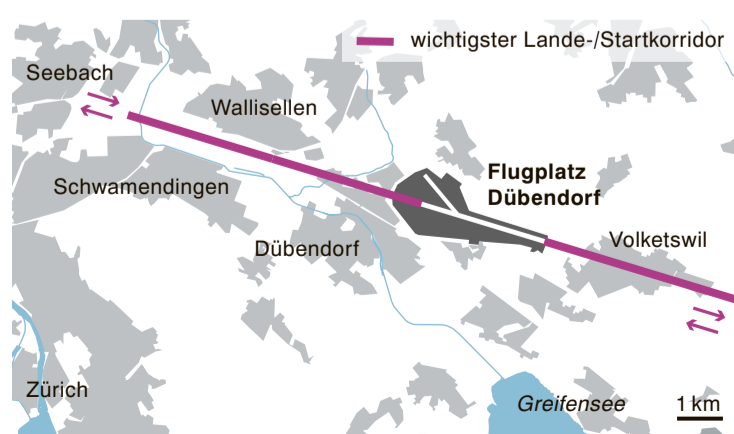 wichtigster Lande-/Startkorridor
Seebach
Wallisellen
Flugplatz
Dübendorf
Schwamendingen
Dübendorf
Volketswil
Zürich
Greifensee
1 km